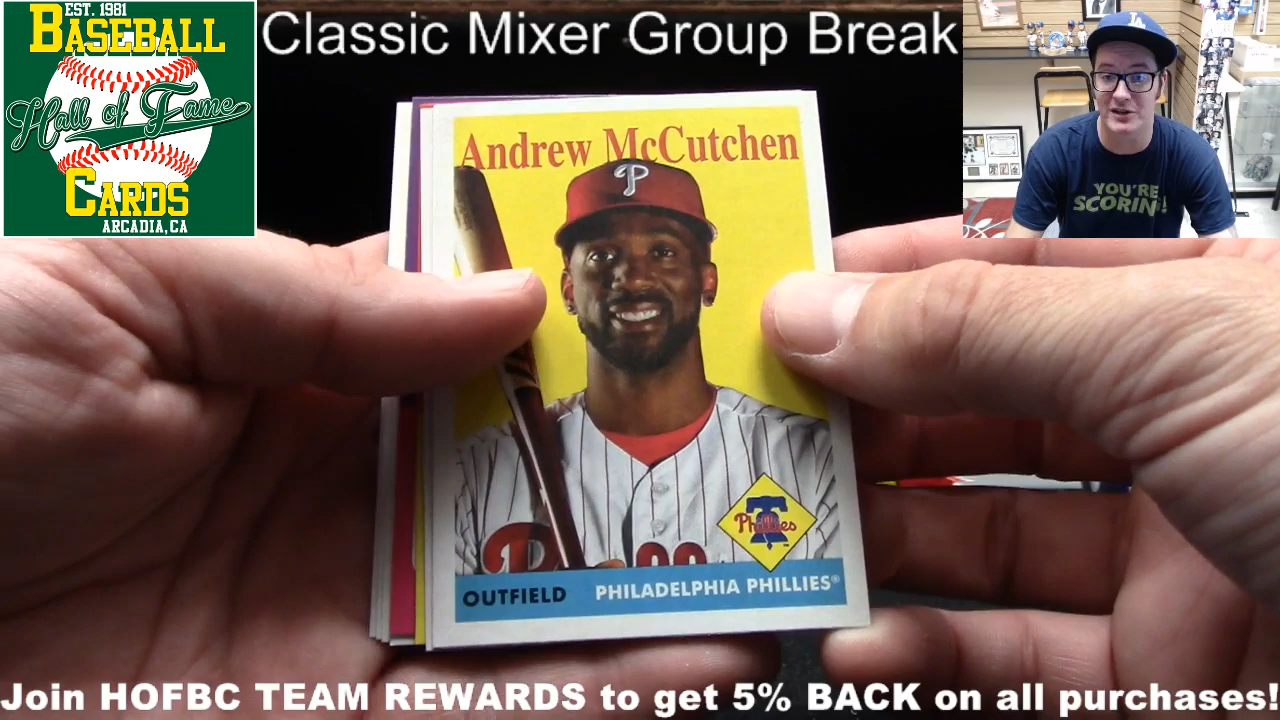 EST. 1981
BASEBALL
Hall of Fame
CARDS
ARCADIA, CA
Classic Mixer Group Break
LA
YOU'RE
SCORING!
Andrew McCutchen
P
Phillies
OUTFIELD PHILADELPHIA PHILLIES®
Join HOFBC TEAM REWARDS to get 5% BACK on all purchases!